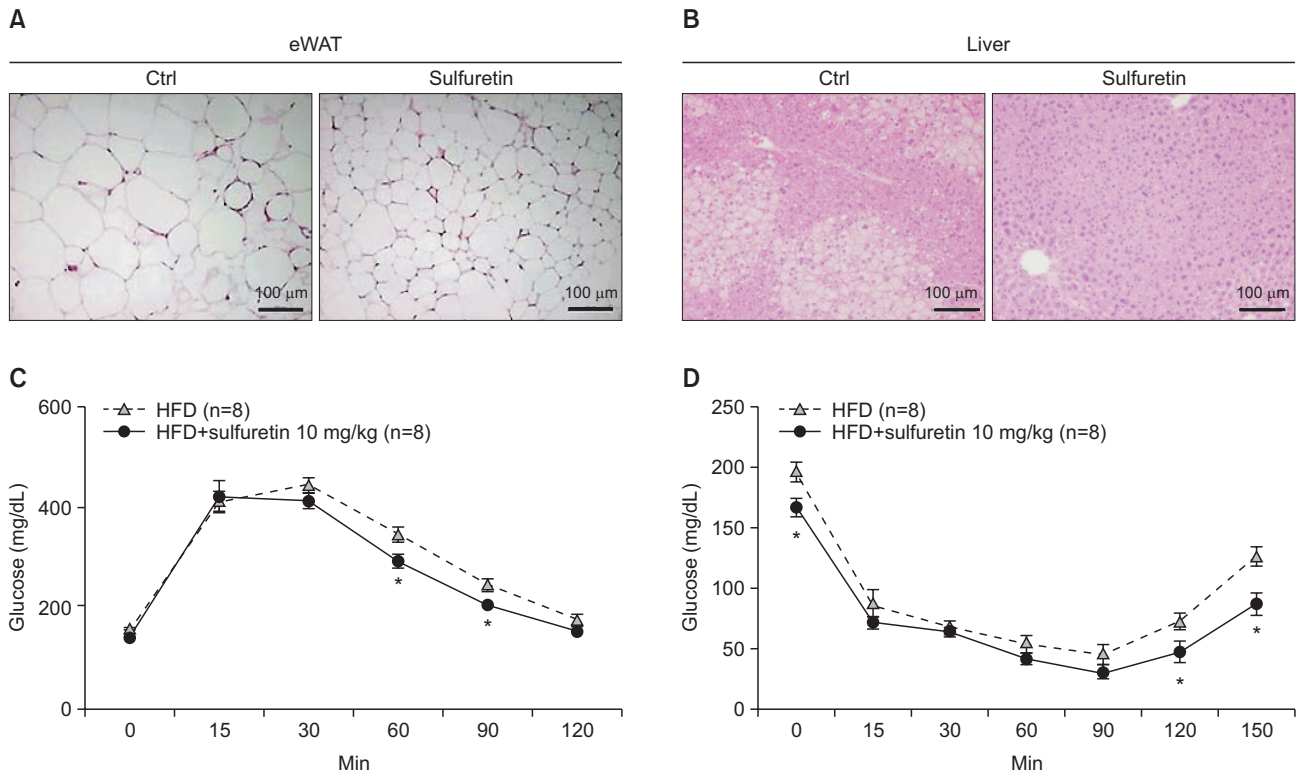 A
eWAT
Ctrl
Sulfuretin
100 μm
100 μm
B
Liver
Ctrl
Sulfuretin
100 μm
100 μm
C
HFD (n=8)
HFD+sulfuretin 10 mg/kg (n=8)
Glucose (mg/dL)
600
400
200
0
*
*
0 15 30 60 90 120
Min
D
HFD (n=8)
HFD+sulfuretin 10 mg/kg (n=8)
Glucose (mg/dL)
250
200
150
100
50
0
*
*
*
0 15 30 60 90 120 150
Min